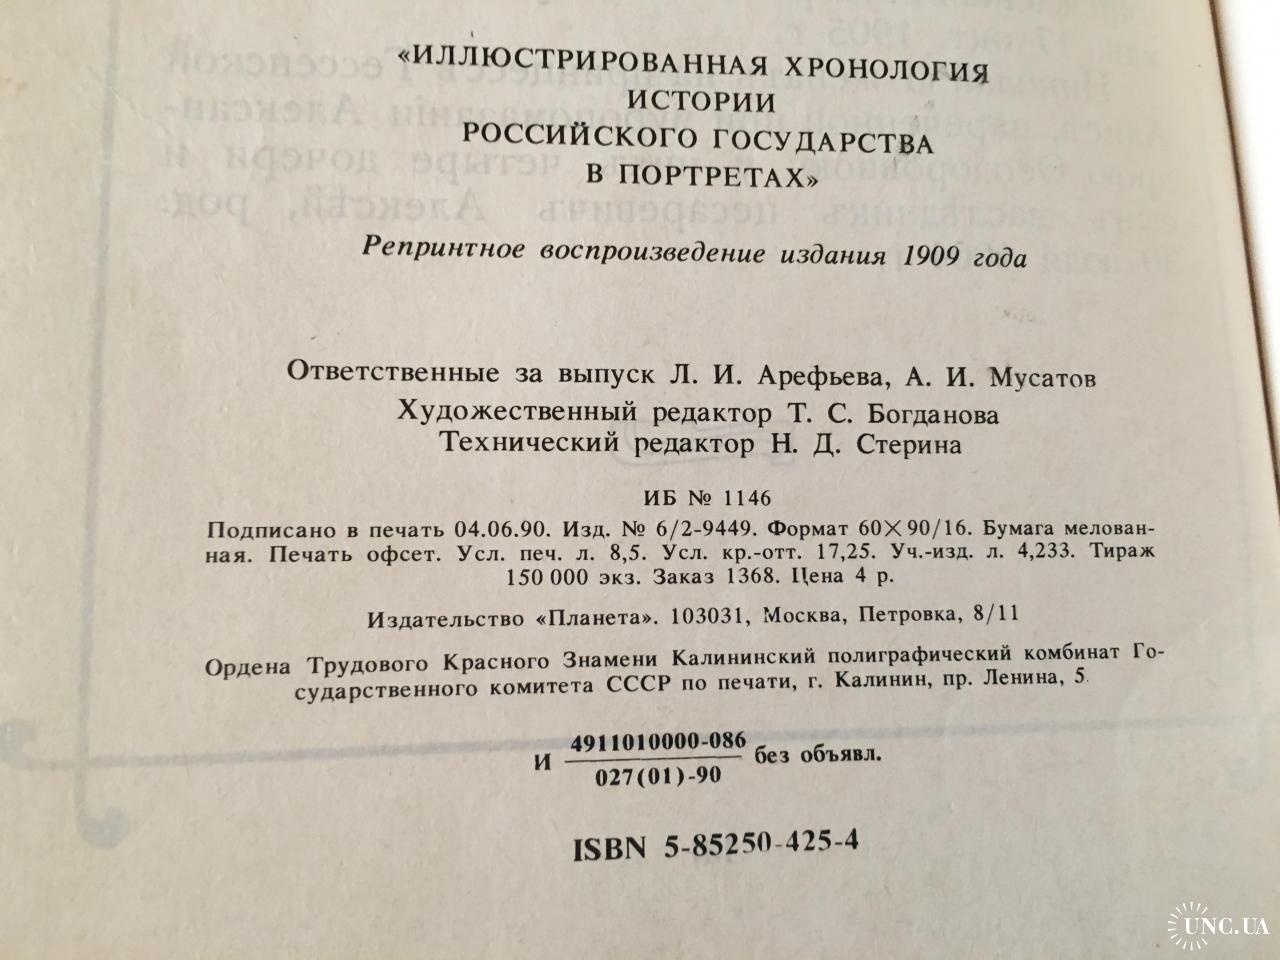 «ИЛЛЮСТРИРОВАННАЯ ХРОНОЛОГИЯ
ИСТОРИИ
РОССИЙСКОГО ГОСУДАРСТВА
В ПОРТРЕТАХ»
Репринтное воспроизведение издания 1909 года
Ответственные за выпуск Л. И. Арефьева, А. И. Мусатов
Художественный редактор Т. С. Богданова
Технический редактор Н. Д. Стерина
ИБ № 1146
Подписано в печать 04.06.90. Изд. № 6/2-9449. Формат 60×90/16. Бумага мелован-
ная. Печать офсет. Усл. печ. л. 8,5. Усл. кр.-отт. 17,25. Уч.-изд. л. 4,233. Тираж
150 000 экз. Заказ 1368. Цена 4 р.
Издательство «Планета». 103031, Москва, Петровка, 8/11
Ордена Трудового Красного Знамени Калининский полиграфический комбинат Го-
сударственного комитета СССР по печати, г. Калинин, пр. Ленина, 5.
4911010000-086
И без объявл.
027(01)-90
ISBN 5-85250-425-4
UNC.UA